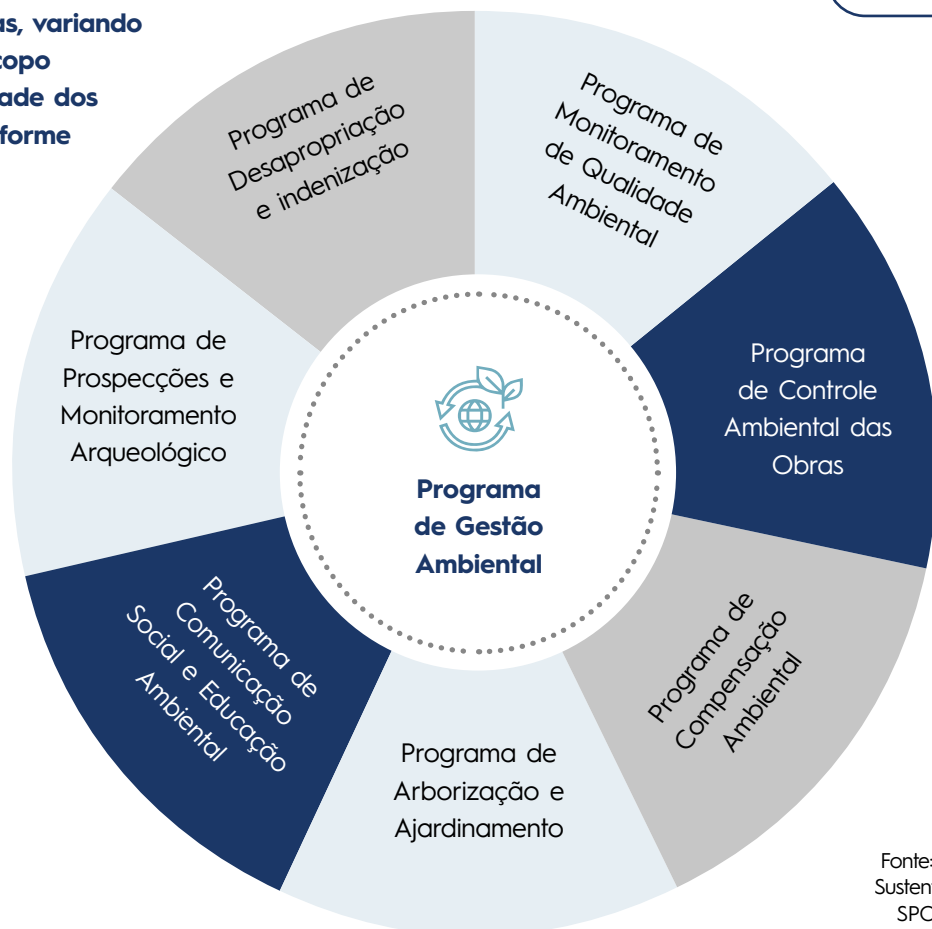 as, variando
copo
ade dos
forme
Programa de
Desapropriação
e indenização
Programa de
Monitoramento
de Qualidade
Ambiental
Programa de
Prospecções e
Monitoramento
Arqueológico
Programa
de Controle
Ambiental das
Obras
Programa
de Gestão
Ambiental
Programa de
Comunicação
Social e Educação
Ambiental
Programa de
Compensação
Ambiental
Programa de
Arborização e
Ajardinamento
Fonte:
Susten
SPO